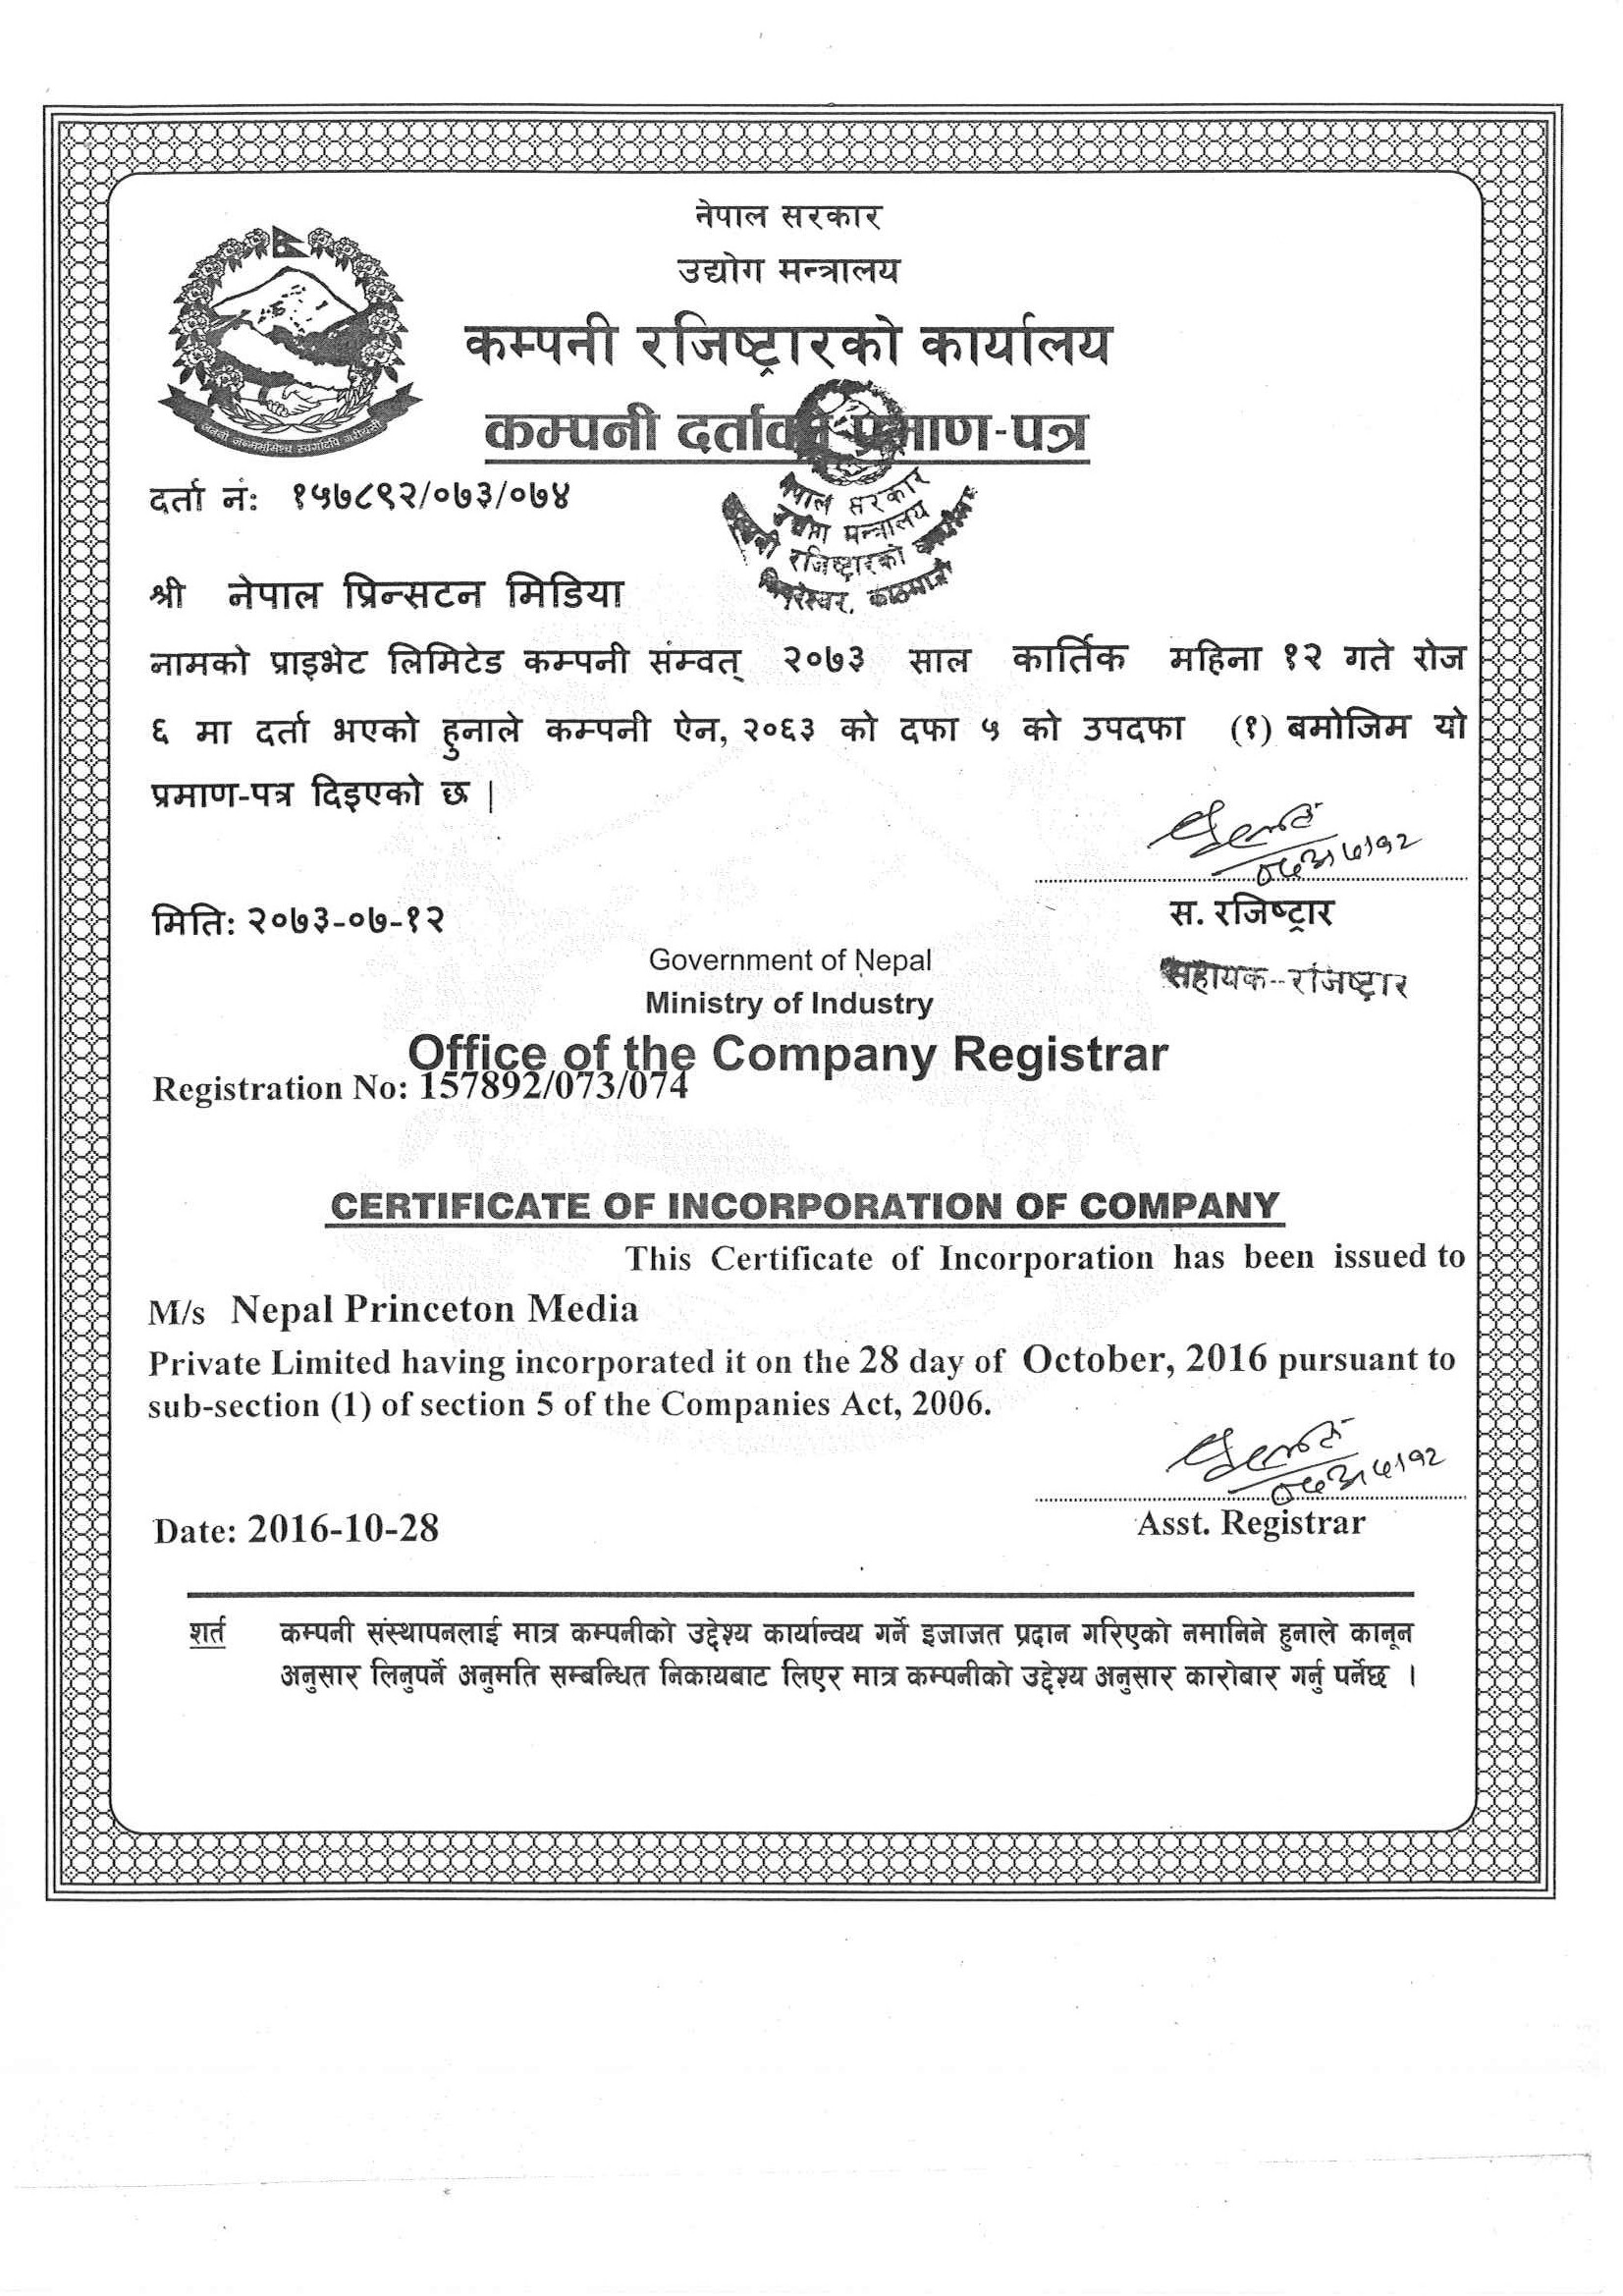 नेपाल सरकार
उद्योग मन्त्रालय
कम्पनी रजिष्ट्रारको कार्यालय
कम्पनी दर्ताको प्रमाण-पत्र
जननी जन्मभूमिश्च स्वर्गादपि गरीयसी
दर्ता नं: १५७८९२/०७३/०७४
नेपाल सरकार
उद्योग मन्त्रालय
कम्पनी रजिष्ट्रारको कार्यालय
त्रिपुरेश्वर, काठमाडौं
श्री नेपाल प्रिन्सटन मिडिया
नामको प्राइभेट लिमिटेड कम्पनी संम्वत् २०७३ साल कार्तिक महिना १२ गते रोज
६ मा दर्ता भएको हुनाले कम्पनी ऐन, २०६३ को दफा ५ को उपदफा (१) बमोजिम यो
प्रमाण-पत्र दिइएको छ |
स. रजिष्ट्रार
मिति: २०७३-०७-१२
सहायक--रजिष्ट्रार
Government of Nepal
Ministry of Industry
Office of the Company Registrar
Registration No: 157892/073/074
CERTIFICATE OF INCORPORATION OF COMPANY
This Certificate of Incorporation has been issued to
M/s Nepal Princeton Media
Private Limited having incorporated it on the 28 day of October, 2016 pursuant to
sub-section (1) of section 5 of the Companies Act, 2006.
Date: 2016-10-28
Asst. Registrar
शर्त कम्पनी संस्थापनलाई मात्र कम्पनीको उद्देश्य कार्यान्वय गर्ने इजाजत प्रदान गरिएको नमानिने हुनाले कानून
अनुसार लिनुपर्ने अनुमति सम्बन्धित निकायबाट लिएर मात्र कम्पनीको उद्देश्य अनुसार कारोबार गर्नु पर्नेछ ।